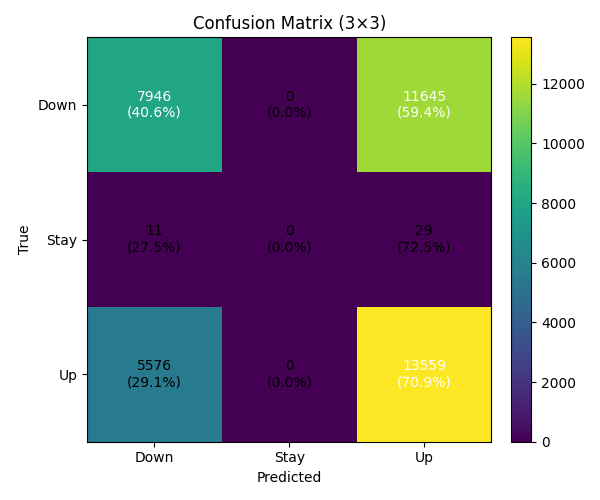 Confusion Matrix (3×3)
True
Down
7946
(40.6%)
0
(0.0%)
11645
(59.4%)
Stay
11
(27.5%)
0
(0.0%)
29
(72.5%)
Up
5576
(29.1%)
0
(0.0%)
13559
(70.9%)
Down
Stay
Up
Predicted
12000
10000
8000
6000
4000
2000
0